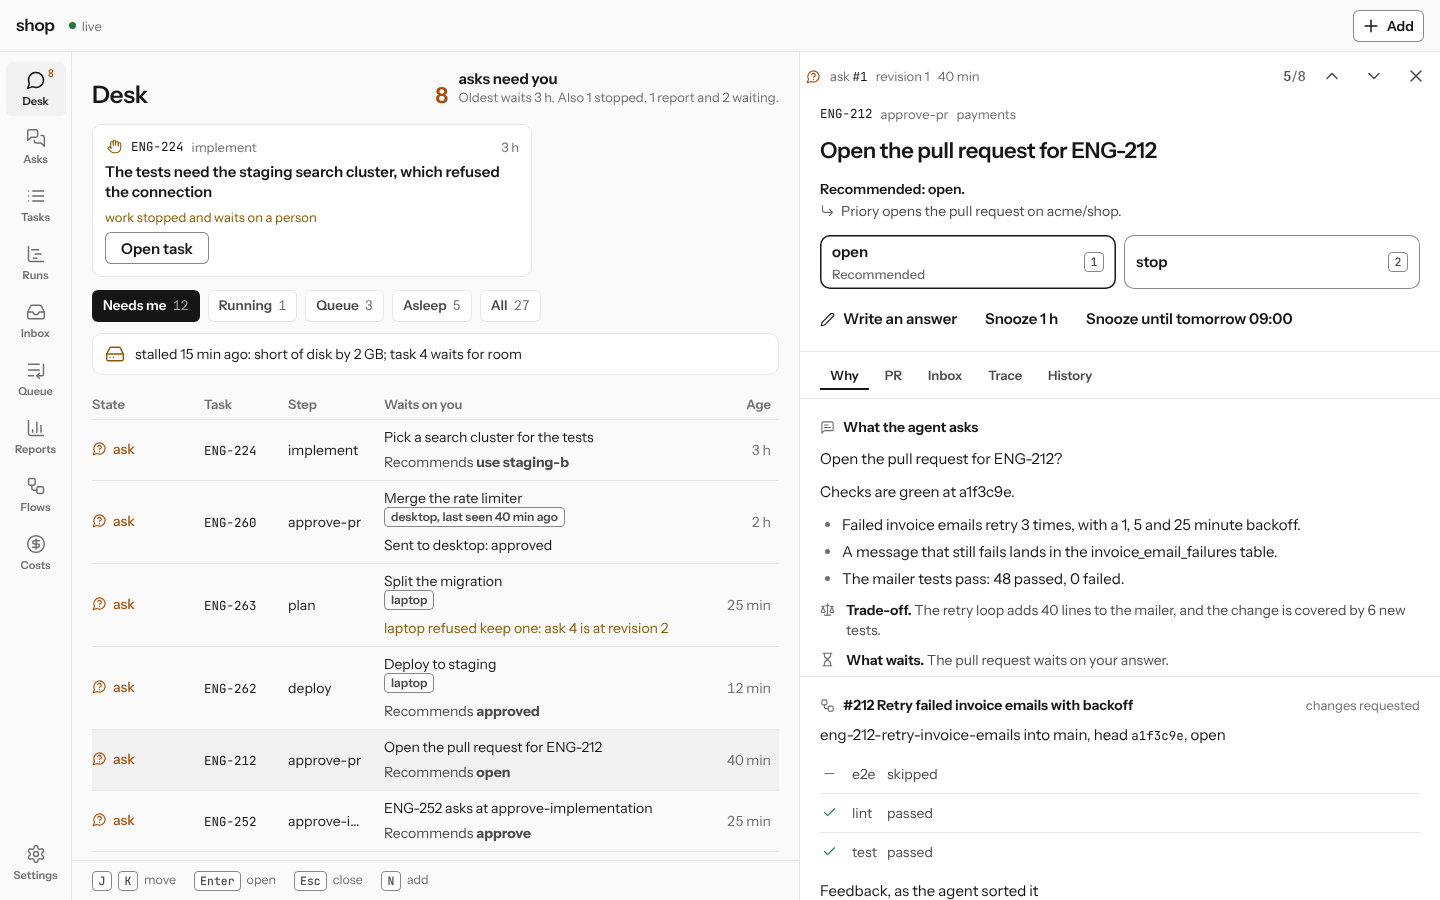 shop live
Add
Desk 8
Asks
Tasks
Runs
Inbox
Queue
Reports
Flows
Costs
Settings
Desk
8 asks need you
Oldest waits 3 h. Also 1 stopped, 1 report and 2 waiting.
ENG-224 implement 3 h
The tests need the staging search cluster, which refused
the connection
work stopped and waits on a person
Open task
Needs me 12 Running 1 Queue 3 Asleep 5 All 27
stalled 15 min ago: short of disk by 2 GB; task 4 waits for room
State Task Step Waits on you Age
ask ENG-224 implement Pick a search cluster for the tests 3 h
Recommends use staging-b
ask ENG-260 approve-pr Merge the rate limiter 2 h
desktop, last seen 40 min ago
Sent to desktop: approved
ask ENG-263 plan Split the migration 25 min
laptop
laptop refused keep one: ask 4 is at revision 2
ask ENG-262 deploy Deploy to staging 12 min
laptop
Recommends approved
ask ENG-212 approve-pr Open the pull request for ENG-212 40 min
Recommends open
ask ENG-252 approve-i... ENG-252 asks at approve-implementation 25 min
Recommends approve
J K move Enter open Esc close N add
ask #1 revision 1 40 min 5/8
ENG-212 approve-pr payments
Open the pull request for ENG-212
Recommended: open.
Priory opens the pull request on acme/shop.
open 1
Recommended
stop 2
Write an answer Snooze 1 h Snooze until tomorrow 09:00
Why PR Inbox Trace History
What the agent asks
Open the pull request for ENG-212?
Checks are green at a1f3c9e.
• Failed invoice emails retry 3 times, with a 1, 5 and 25 minute backoff.
• A message that still fails lands in the invoice_email_failures table.
• The mailer tests pass: 48 passed, 0 failed.
Trade-off. The retry loop adds 40 lines to the mailer, and the change is covered by 6 new
tests.
What waits. The pull request waits on your answer.
#212 Retry failed invoice emails with backoff changes requested
eng-212-retry-invoice-emails into main, head a1f3c9e, open
e2e skipped
lint passed
test passed
Feedback, as the agent sorted it